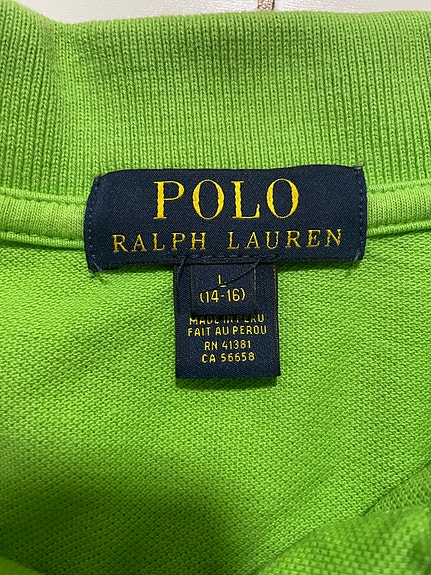 POLO
RALPH LAUREN
L
(14-16)
MADE IN PERU
FAIT AU PEROU
RN 41381
CA 56658